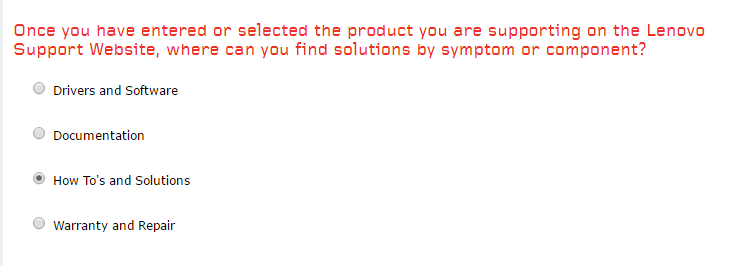 Once you have entered or selected the product you are supporting on the Lenovo
Support Website, where can you find solutions by symptom or component?
Drivers and Software
Documentation
How To's and Solutions
Warranty and Repair